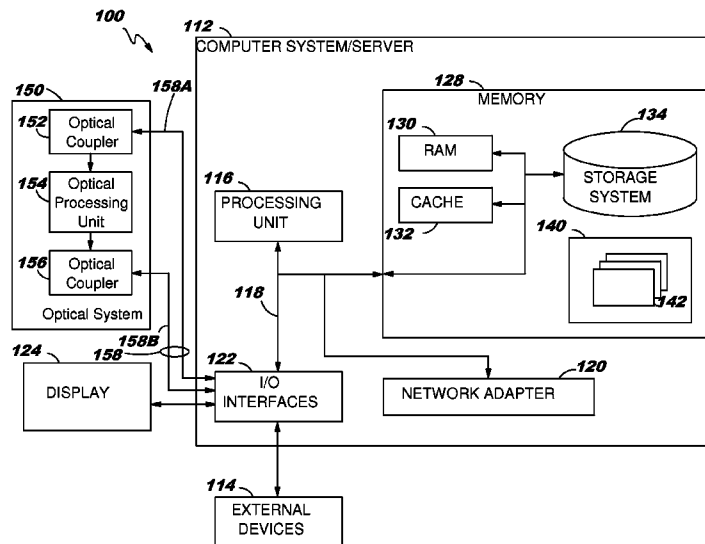 100
112
COMPUTER SYSTEM/SERVER
150
158A
152
Optical
Coupler
154
Optical
Processing
Unit
156
Optical
Coupler
Optical System
158B
158
128
MEMORY
130
RAM
134
STORAGE
SYSTEM
CACHE
132
116
PROCESSING
UNIT
140
142
118
124
DISPLAY
122
I/O
INTERFACES
120
NETWORK ADAPTER
114
EXTERNAL
DEVICES